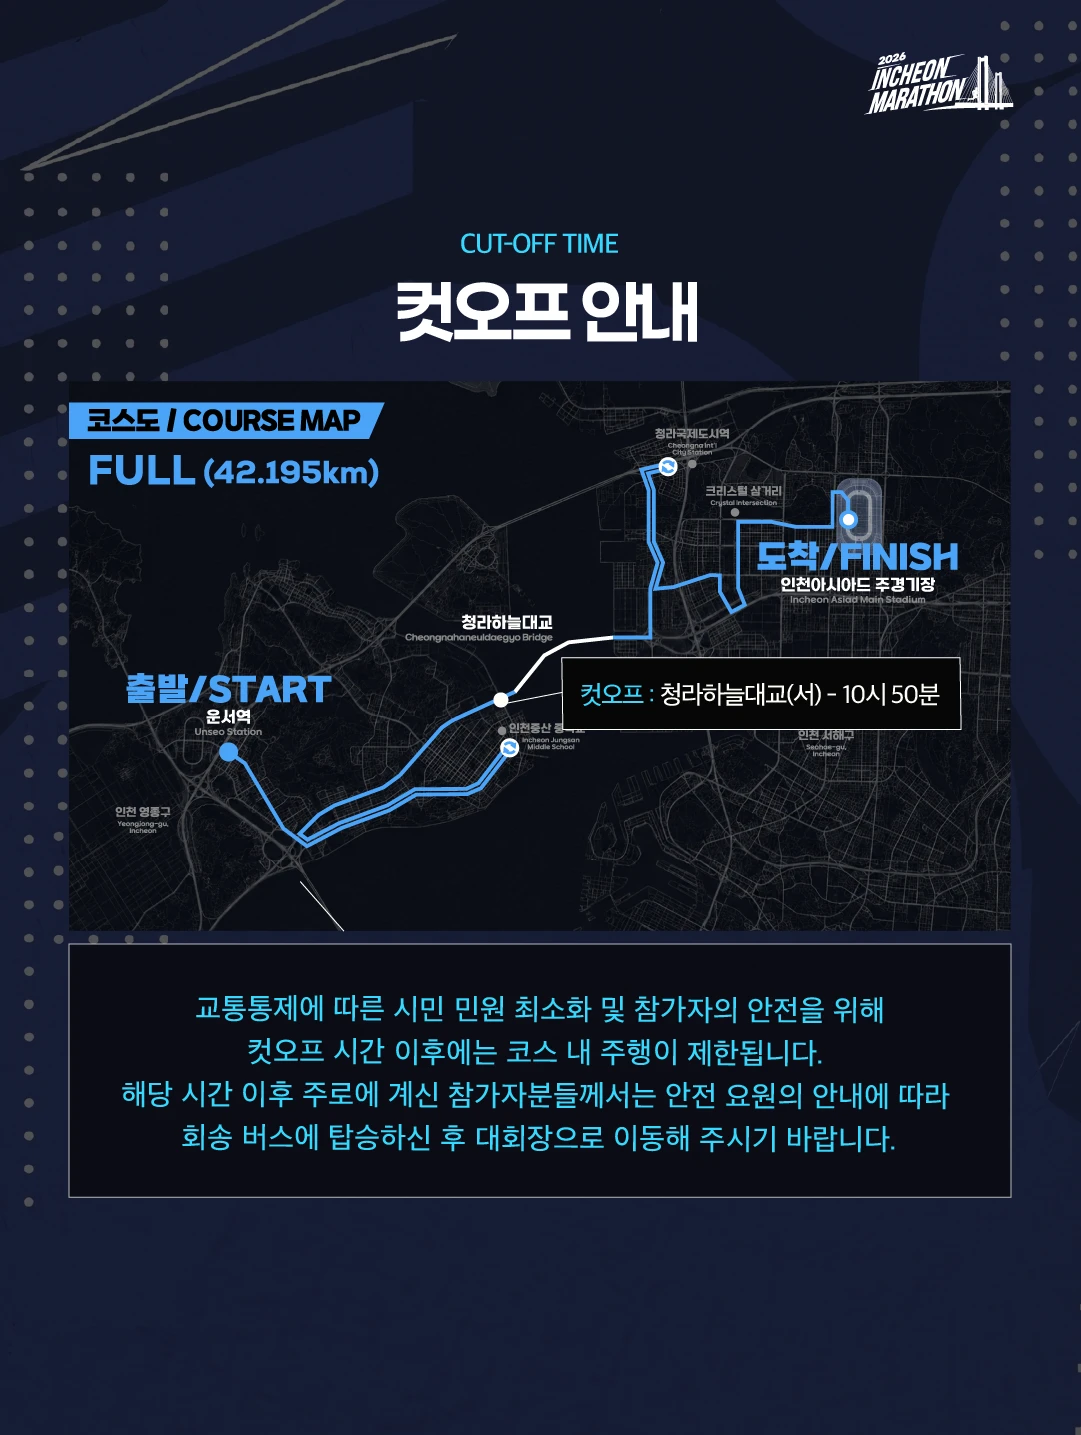 2026
INCHEON
MARATHON
CUT-OFF TIME
컷오프 안내
코스도 / COURSE MAP
FULL (42.195km)
청라국제도시역
Cheongna Int'l
City Station
크리스털 삼거리
Crystal Intersection
도착/FINISH
인천아시아드 주경기장
Incheon Asiad Main Stadium
청라하늘대교
Cheongnahaneuldaegyo Bridge
출발/START
운서역
Unseo Station
컷오프 : 청라하늘대교(서) - 10시 50분
인천중산
Incheon Jungsan
Middle School
인천 서해구
Seohae-gu,
Incheon
인천 영종구
Yeongjong-gu,
Incheon
교통통제에 따른 시민 민원 최소화 및 참가자의 안전을 위해
컷오프 시간 이후에는 코스 내 주행이 제한됩니다.
해당 시간 이후 주로에 계신 참가자분들께서는 안전 요원의 안내에 따라
회송 버스에 탑승하신 후 대회장으로 이동해 주시기 바랍니다.